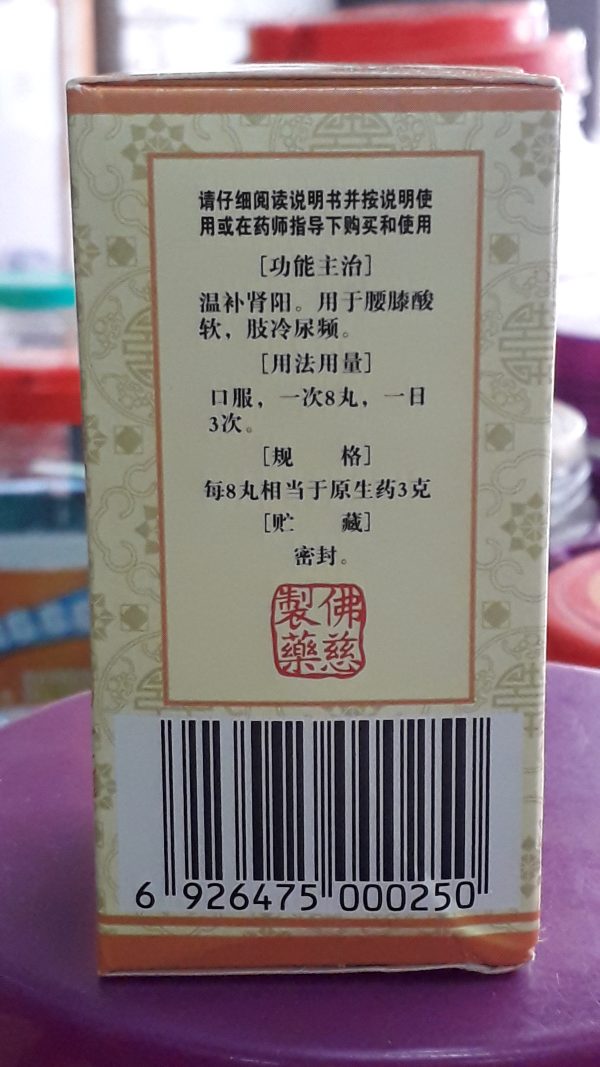 请仔细阅读说明书并按说明使
用或在药师指导下购买和使用
[功能主治]
温补肾阳。用于腰膝酸
软，肢冷尿频。
[用法用量]
口服，一次8丸，一日
3次。
[规　格]
每8丸相当于原生药3克
[贮　藏]
密封。
佛慈
製藥
6 926475 000250